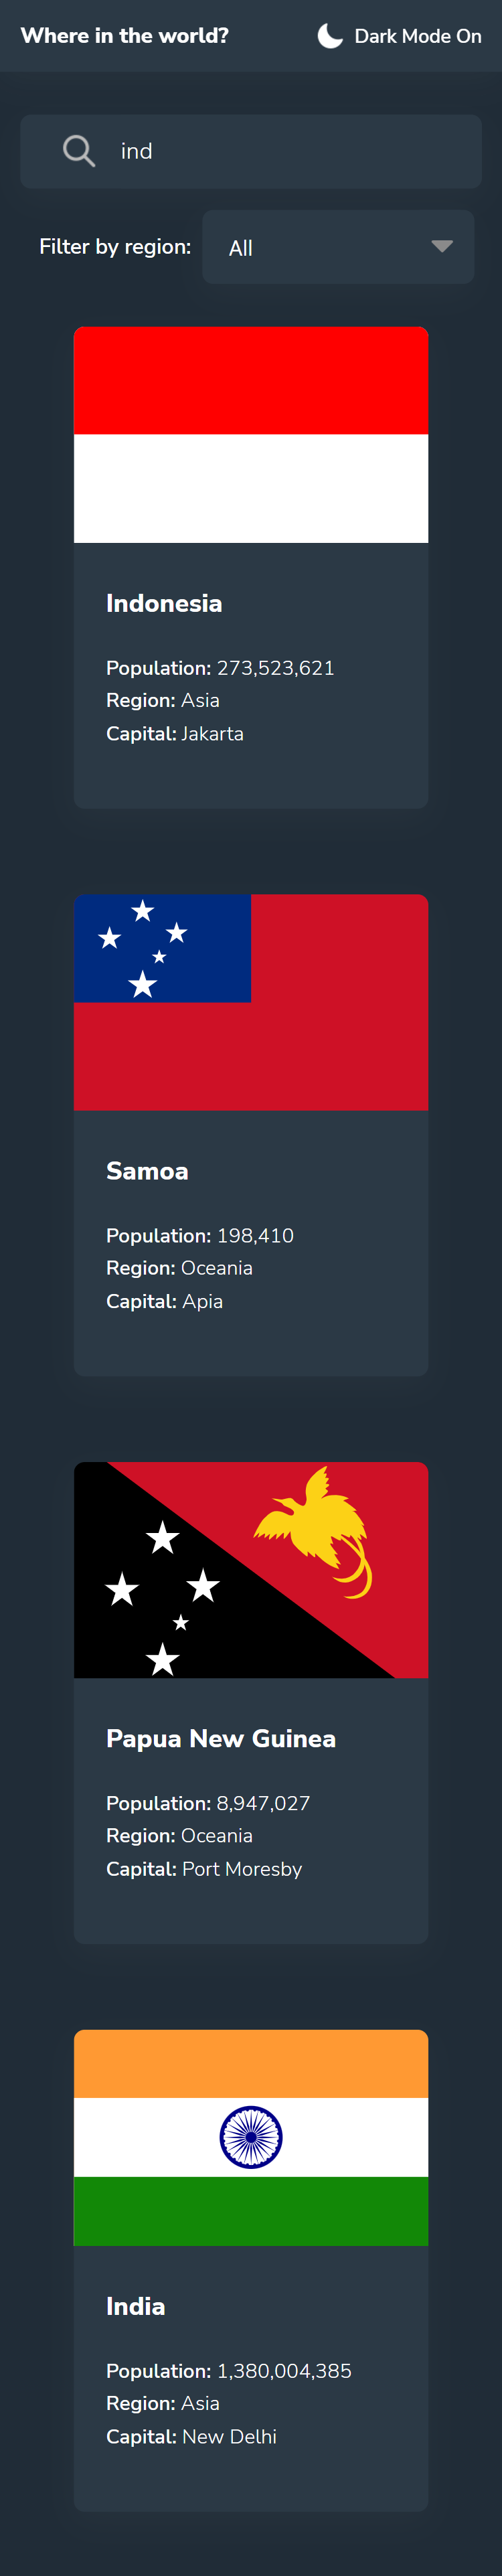 Where in the world?
Dark Mode On
ind
Filter by region:
All
Indonesia
Population: 273,523,621
Region: Asia
Capital: Jakarta
Samoa
Population: 198,410
Region: Oceania
Capital: Apia
Papua New Guinea
Population: 8,947,027
Region: Oceania
Capital: Port Moresby
India
Population: 1,380,004,385
Region: Asia
Capital: New Delhi